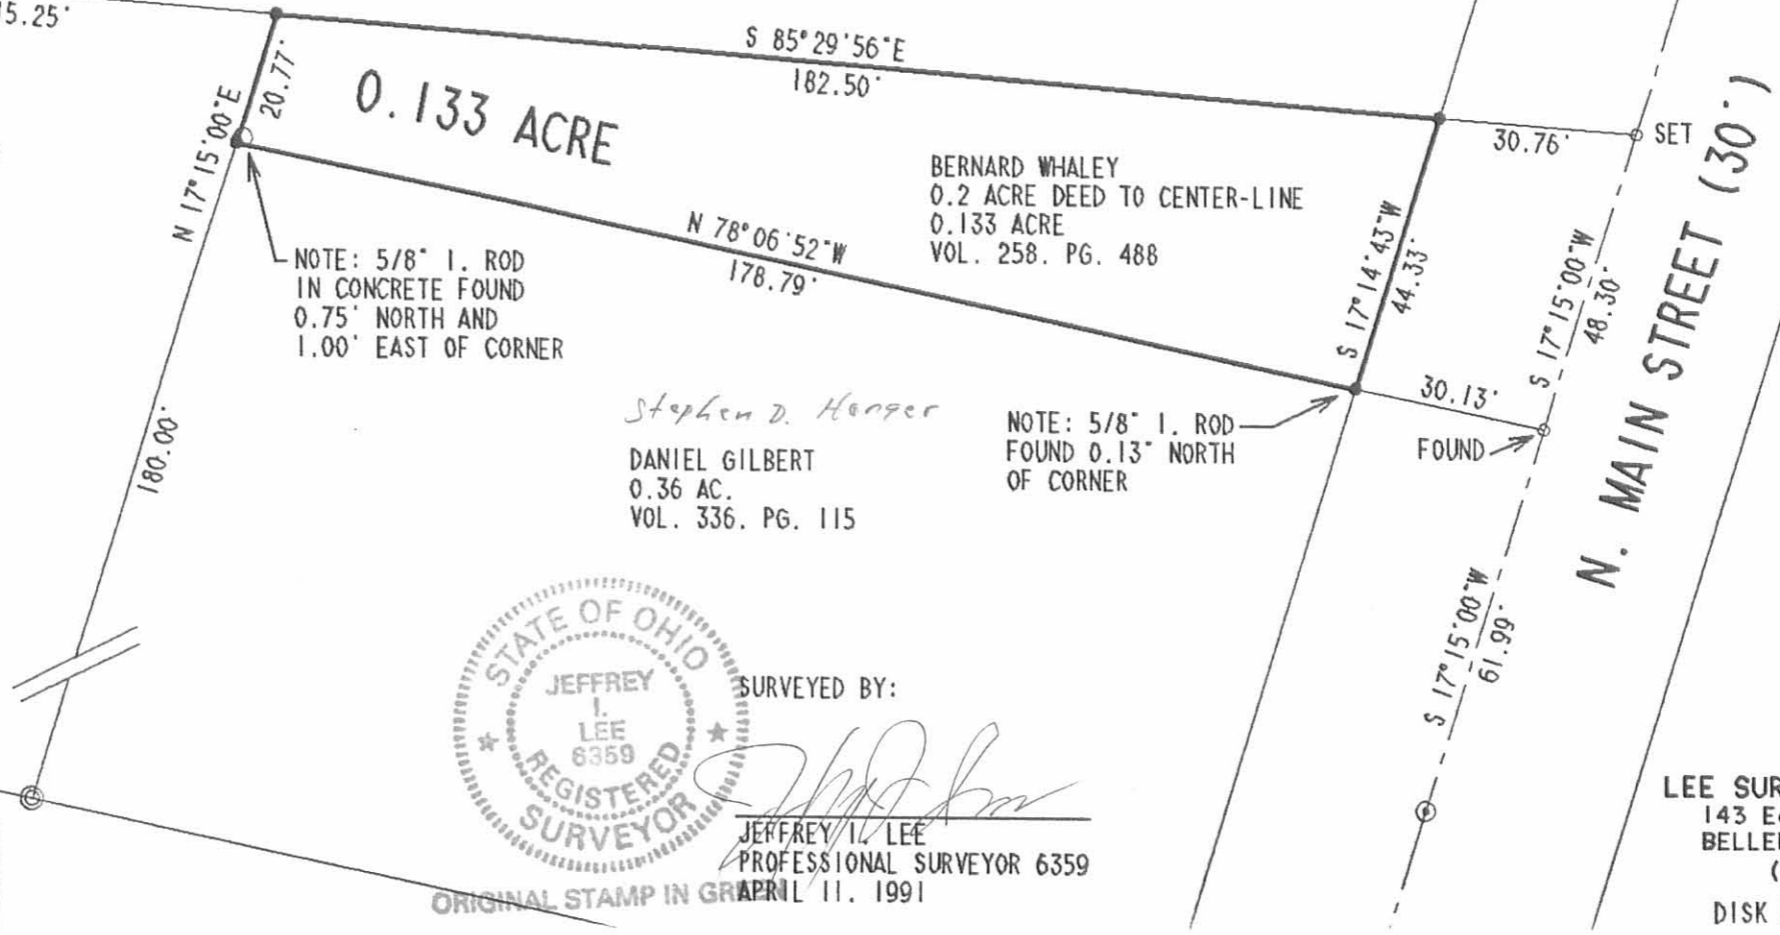 5.25'
S 85°29'56"E
182.50'
20.77'
N 17°15'00"E
0.133 ACRE
30.76'
SET
N. MAIN STREET (30')
BERNARD WHALEY
0.2 ACRE DEED TO CENTER-LINE
0.133 ACRE
VOL. 258. PG. 488
N 78°06'52"W
178.79'
S 17°14'43"W
44.33'
S 17°15'00"W
48.30'
NOTE: 5/8" I. ROD
IN CONCRETE FOUND
0.75' NORTH AND
1.00' EAST OF CORNER
180.00'
Stephen D. Hanger
DANIEL GILBERT
0.36 AC.
VOL. 336. PG. 115
NOTE: 5/8" I. ROD
FOUND 0.13" NORTH
OF CORNER
30.13'
FOUND
S 17°15'00"W
61.99'
STATE OF OHIO
JEFFREY
I.
LEE
6359
REGISTERED
SURVEYOR
ORIGINAL STAMP IN GREEN
SURVEYED BY:
JEFFREY I. LEE
PROFESSIONAL SURVEYOR 6359
APRIL 11. 1991
LEE SUR
143 E
BELLE
(
DISK